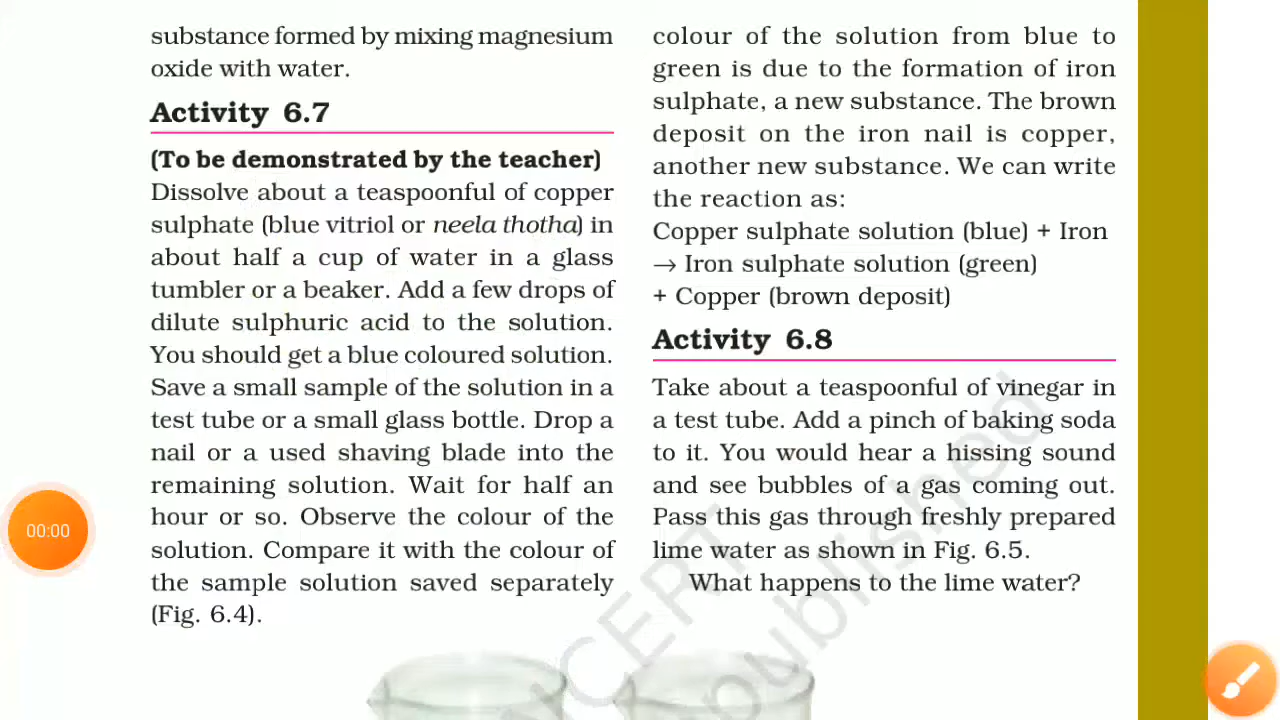 substance formed by mixing magnesium
oxide with water.
Activity 6.7
(To be demonstrated by the teacher)
Dissolve about a teaspoonful of copper
sulphate (blue vitriol or neela thotha) in
about half a cup of water in a glass
tumbler or a beaker. Add a few drops of
dilute sulphuric acid to the solution.
You should get a blue coloured solution.
Save a small sample of the solution in a
test tube or a small glass bottle. Drop a
nail or a used shaving blade into the
remaining solution. Wait for half an
hour or so. Observe the colour of the
solution. Compare it with the colour of
the sample solution saved separately
(Fig. 6.4).
colour of the solution from blue to
green is due to the formation of iron
sulphate, a new substance. The brown
deposit on the iron nail is copper,
another new substance. We can write
the reaction as:
Copper sulphate solution (blue) + Iron
→ Iron sulphate solution (green)
+ Copper (brown deposit)
Activity 6.8
Take about a teaspoonful of vinegar in
a test tube. Add a pinch of baking soda
to it. You would hear a hissing sound
and see bubbles of a gas coming out.
Pass this gas through freshly prepared
lime water as shown in Fig. 6.5.
What happens to the lime water?
00:00
NCERT
republished